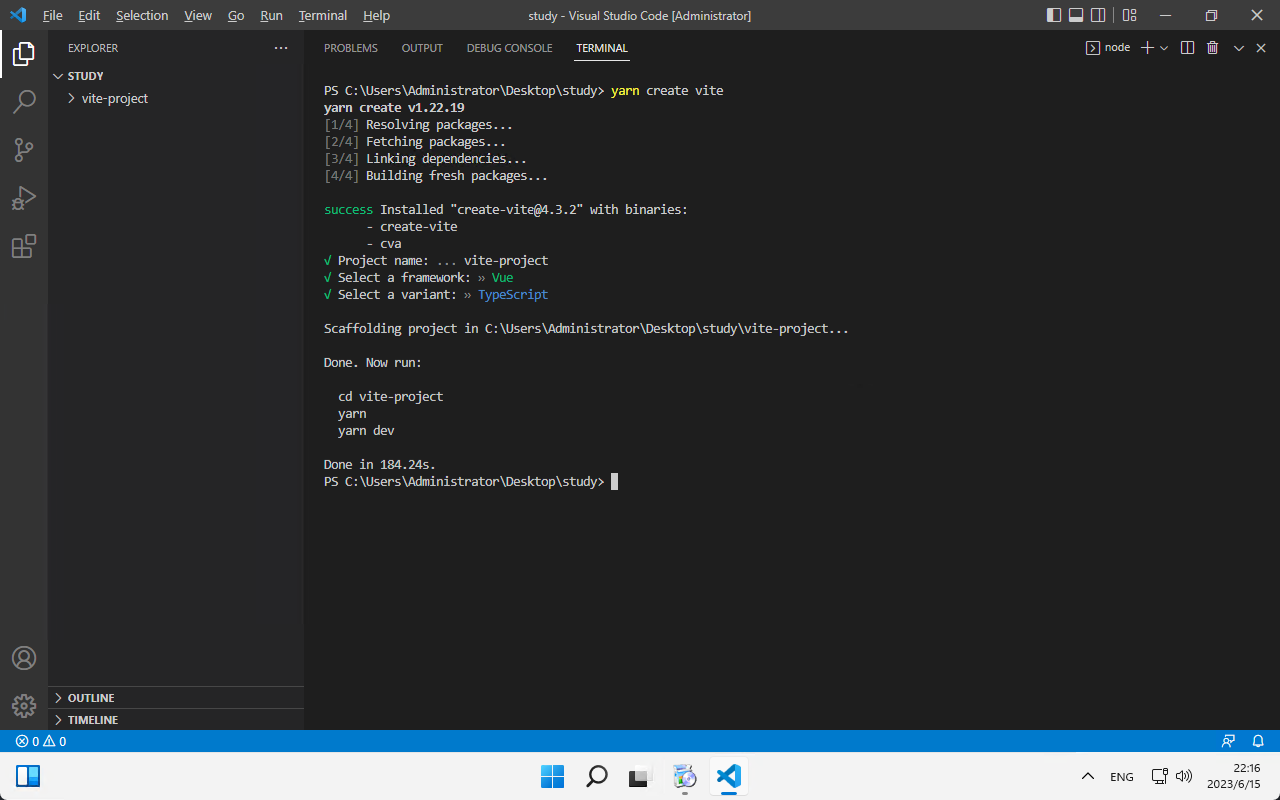 File Edit Selection View Go Run Terminal Help study - Visual Studio Code [Administrator]
EXPLORER
STUDY
vite-project
OUTLINE
TIMELINE
PROBLEMS OUTPUT DEBUG CONSOLE TERMINAL node
PS C:\Users\Administrator\Desktop\study> yarn create vite
yarn create v1.22.19
[1/4] Resolving packages...
[2/4] Fetching packages...
[3/4] Linking dependencies...
[4/4] Building fresh packages...
success Installed "create-vite@4.3.2" with binaries:
- create-vite
- cva
√ Project name: ... vite-project
√ Select a framework: » Vue
√ Select a variant: » TypeScript
Scaffolding project in C:\Users\Administrator\Desktop\study\vite-project...
Done. Now run:
cd vite-project
yarn
yarn dev
Done in 184.24s.
PS C:\Users\Administrator\Desktop\study>
0 0
ENG
22:16
2023/6/15